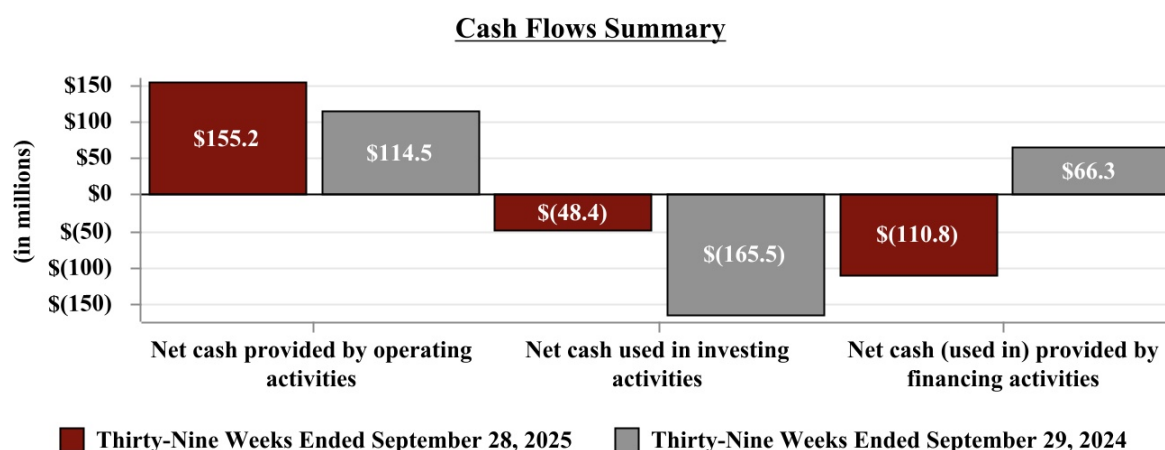 Cash Flows Summary
(in millions)
$150
$100
$50
$0
$(50)
$(100)
$(150)
$155.2
$114.5
$(48.4)
$(165.5)
$(110.8)
$66.3
Net cash provided by operating
activities
Net cash used in investing
activities
Net cash (used in) provided by
financing activities
Thirty-Nine Weeks Ended September 28, 2025
Thirty-Nine Weeks Ended September 29, 2024